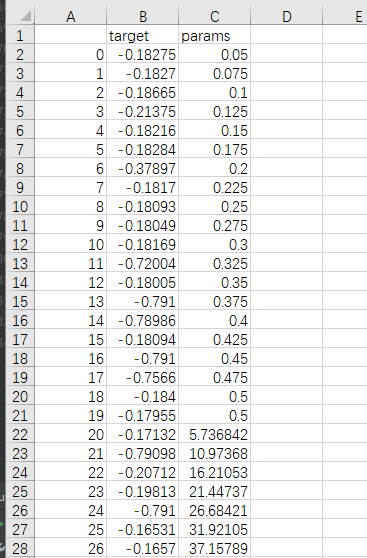 A B C D E
1 target params
2 0 -0.18275 0.05
3 1 -0.1827 0.075
4 2 -0.18665 0.1
5 3 -0.21375 0.125
6 4 -0.18216 0.15
7 5 -0.18284 0.175
8 6 -0.37897 0.2
9 7 -0.1817 0.225
10 8 -0.18093 0.25
11 9 -0.18049 0.275
12 10 -0.18169 0.3
13 11 -0.72004 0.325
14 12 -0.18005 0.35
15 13 -0.791 0.375
16 14 -0.78986 0.4
17 15 -0.18094 0.425
18 16 -0.791 0.45
19 17 -0.7566 0.475
20 18 -0.184 0.5
21 19 -0.17955 0.5
22 20 -0.17132 5.736842
23 21 -0.79098 10.97368
24 22 -0.20712 16.21053
25 23 -0.19813 21.44737
26 24 -0.791 26.68421
27 25 -0.16531 31.92105
28 26 -0.1657 37.15789